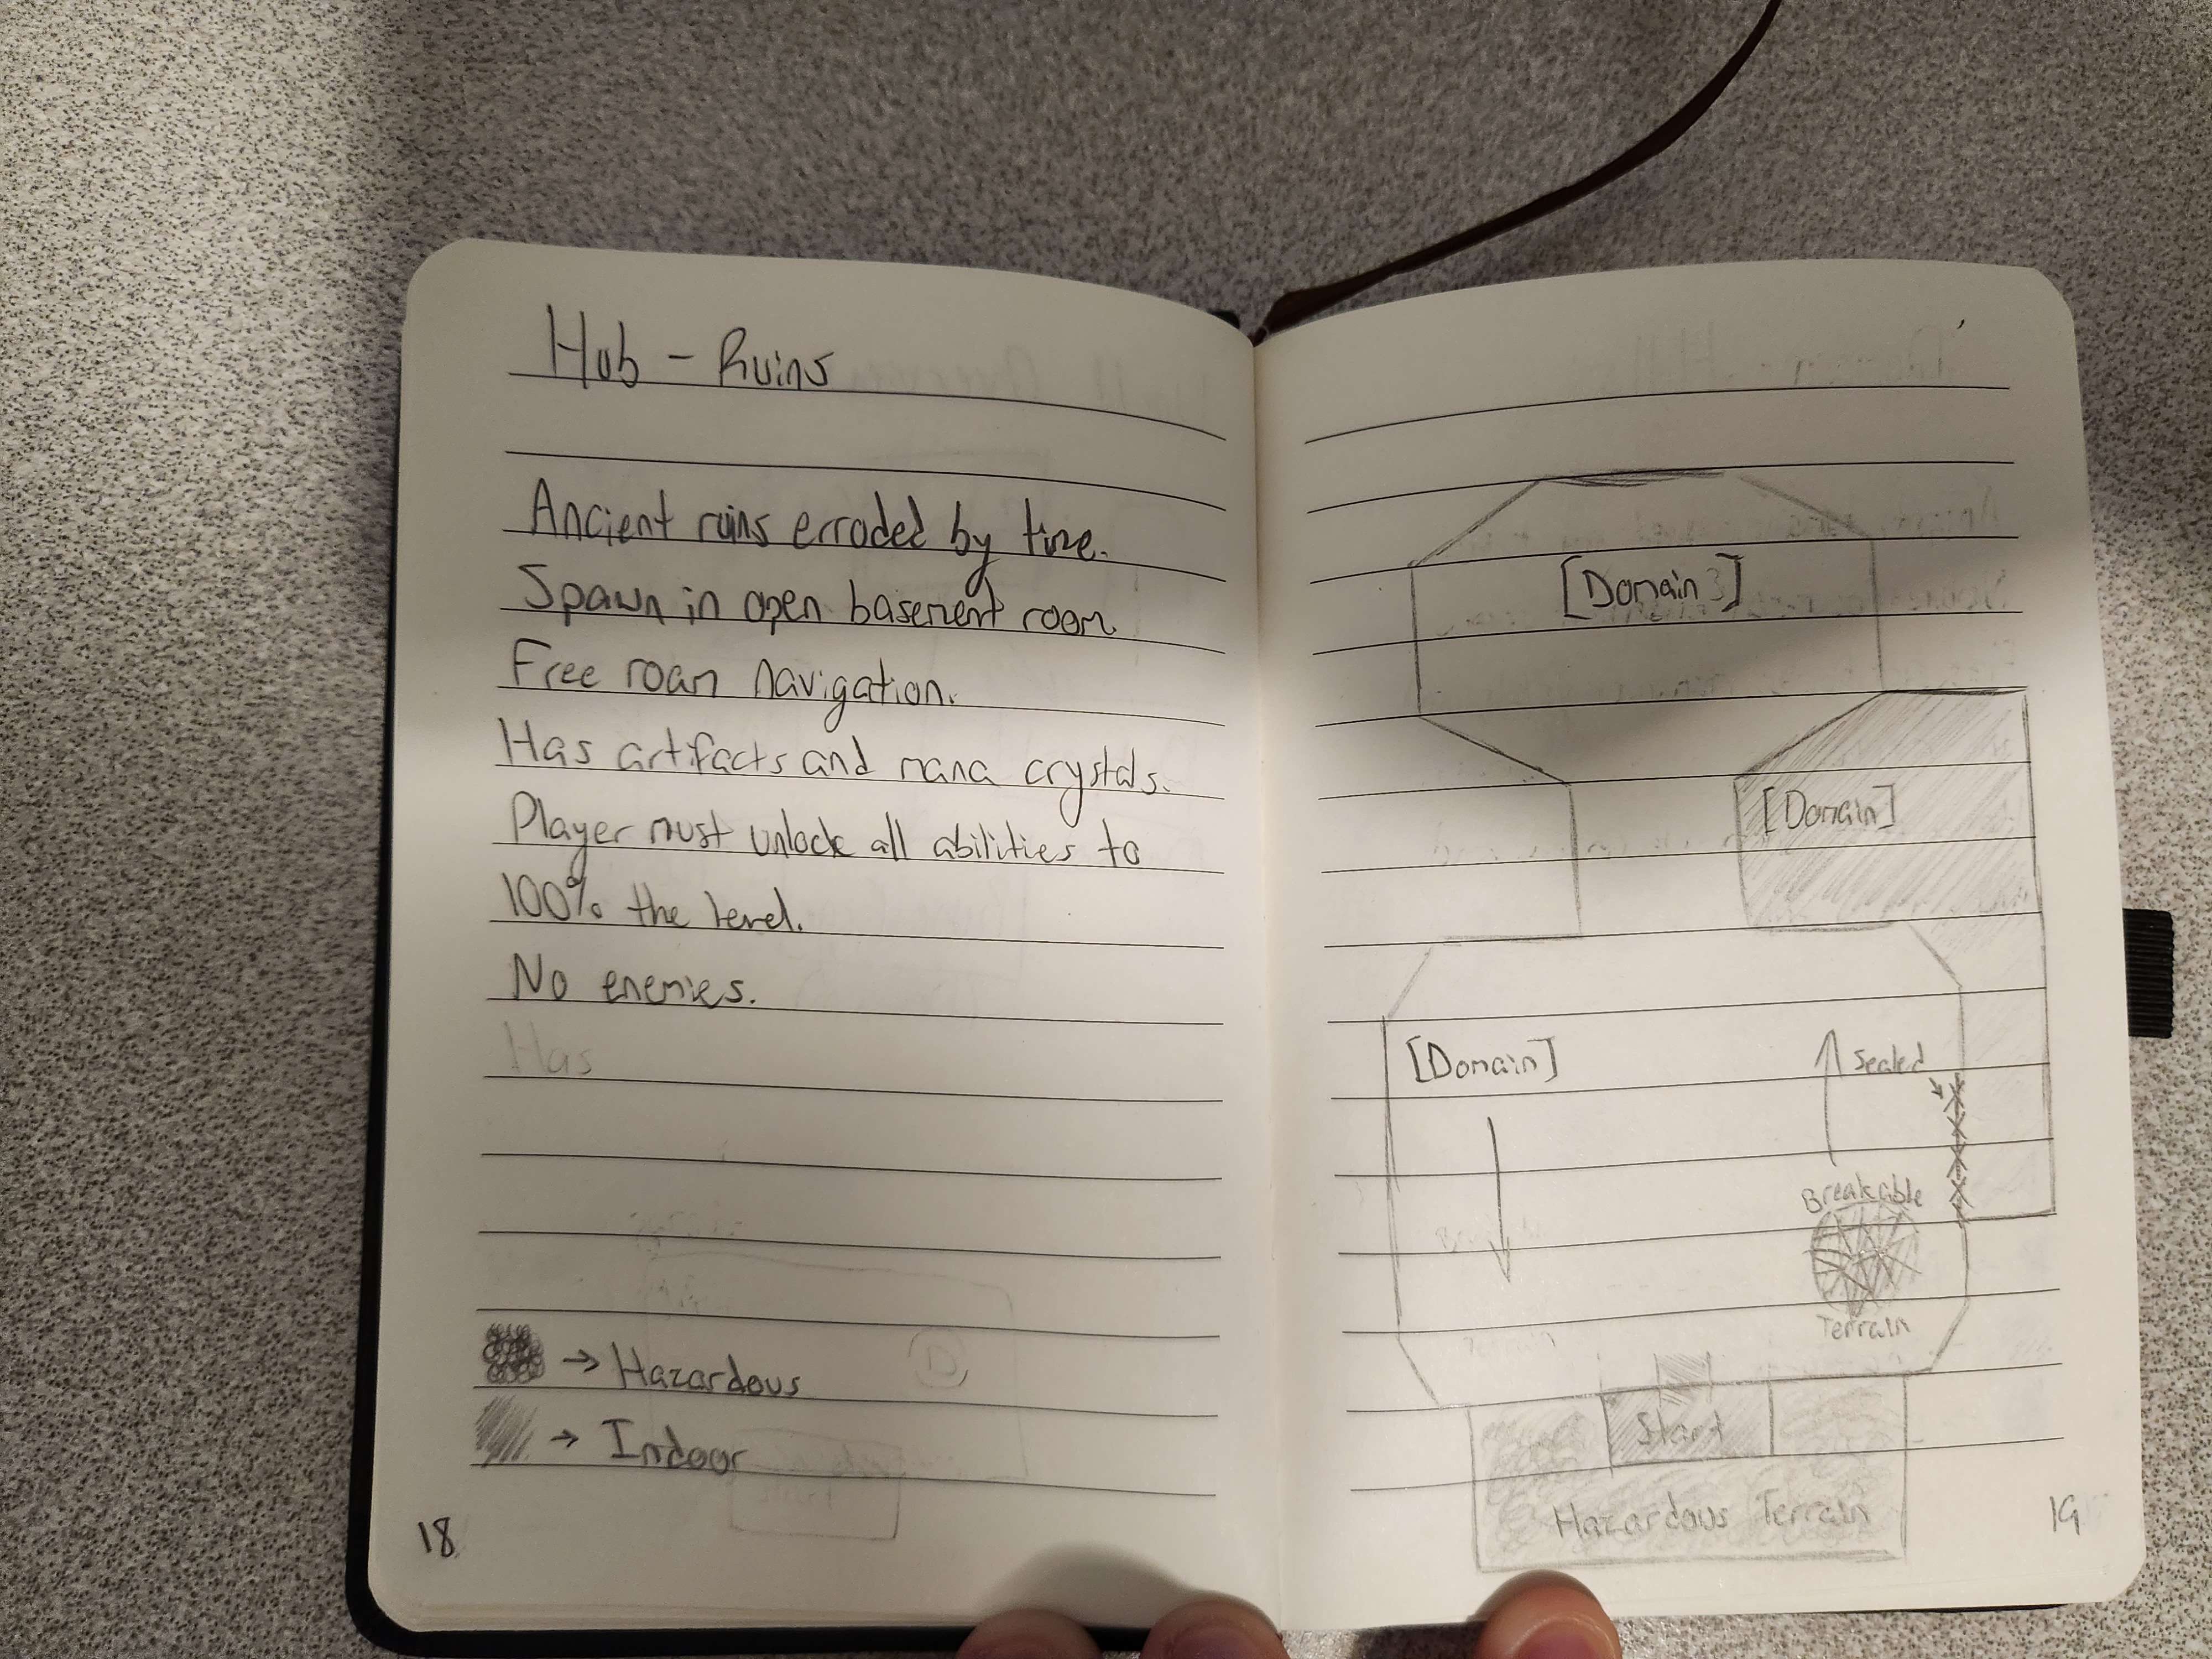 Hub - Ruins
Ancient ruins erroded by time.
Spawn in open basement room.
Free roam navigation.
Has artifacts and mana crystals.
Player must unlock all abilities to
100% the level.
No enemies.
Has
→ Hazardous
→ Indoor
18
[Domain 3]
[Domain]
[Domain]
Sealed
Breakable
Terrain
Start
Hazardous Terrain
19